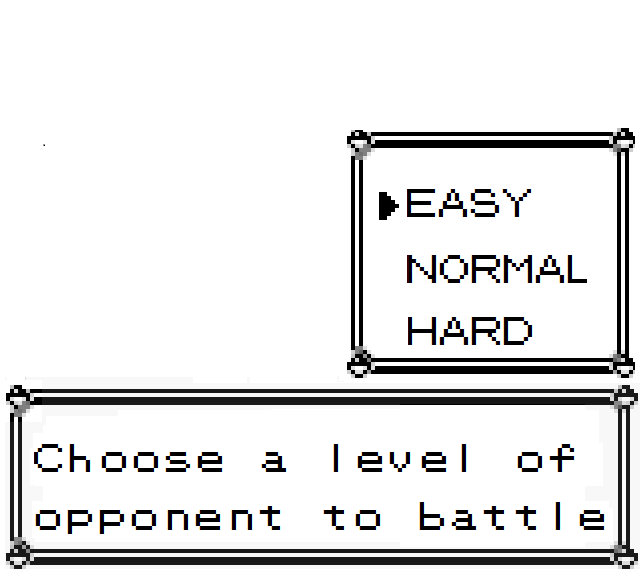 EASY
NORMAL
HARD
Choose a level of
opponent to battle